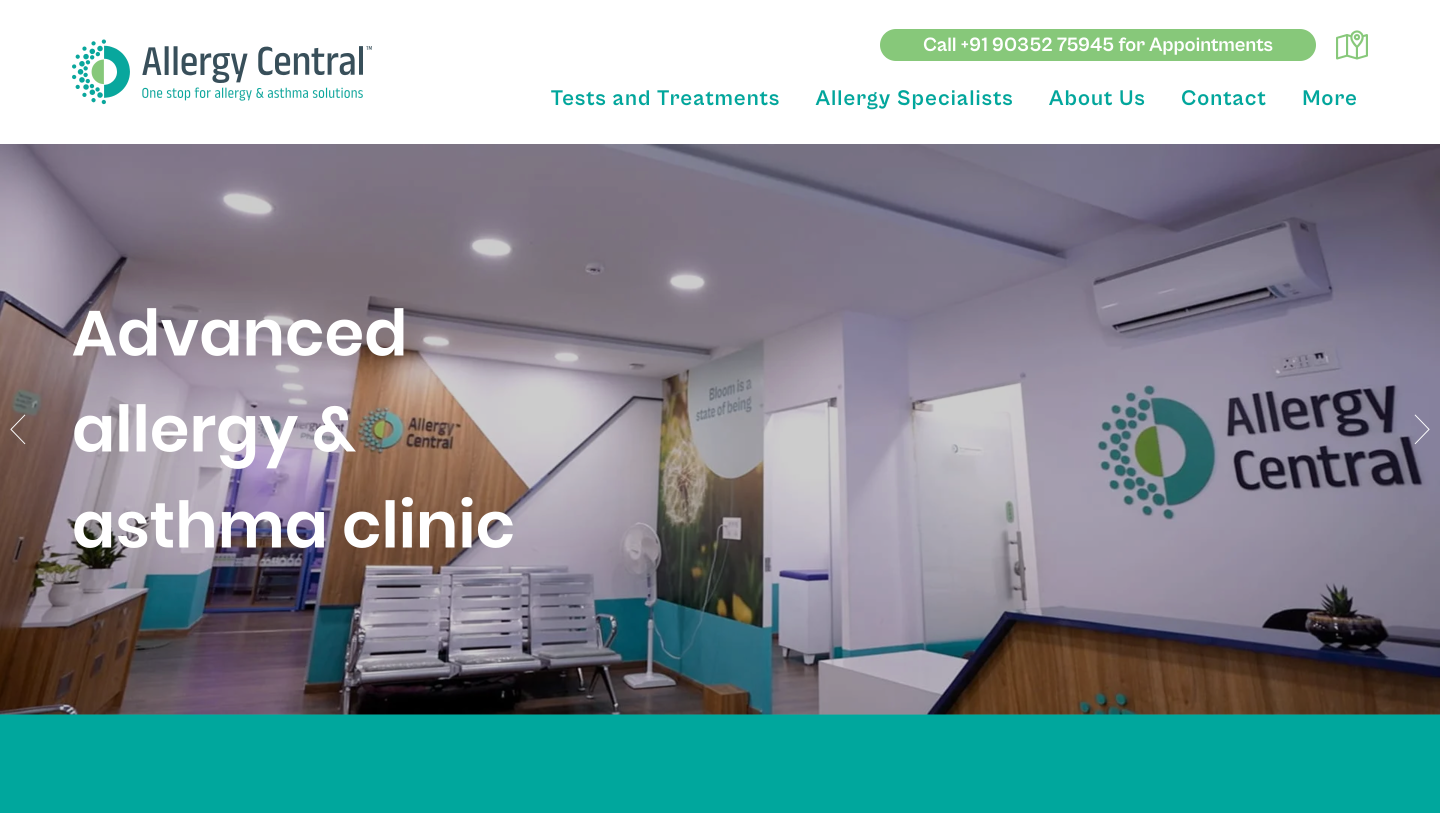 Allergy Central™
One stop for allergy & asthma solutions
Call +91 90352 75945 for Appointments
Tests and Treatments
Allergy Specialists
About Us
Contact
More
Advanced
allergy &
asthma clinic
Allergy
Central™
Bloom is a
state of being
Allergy
Central